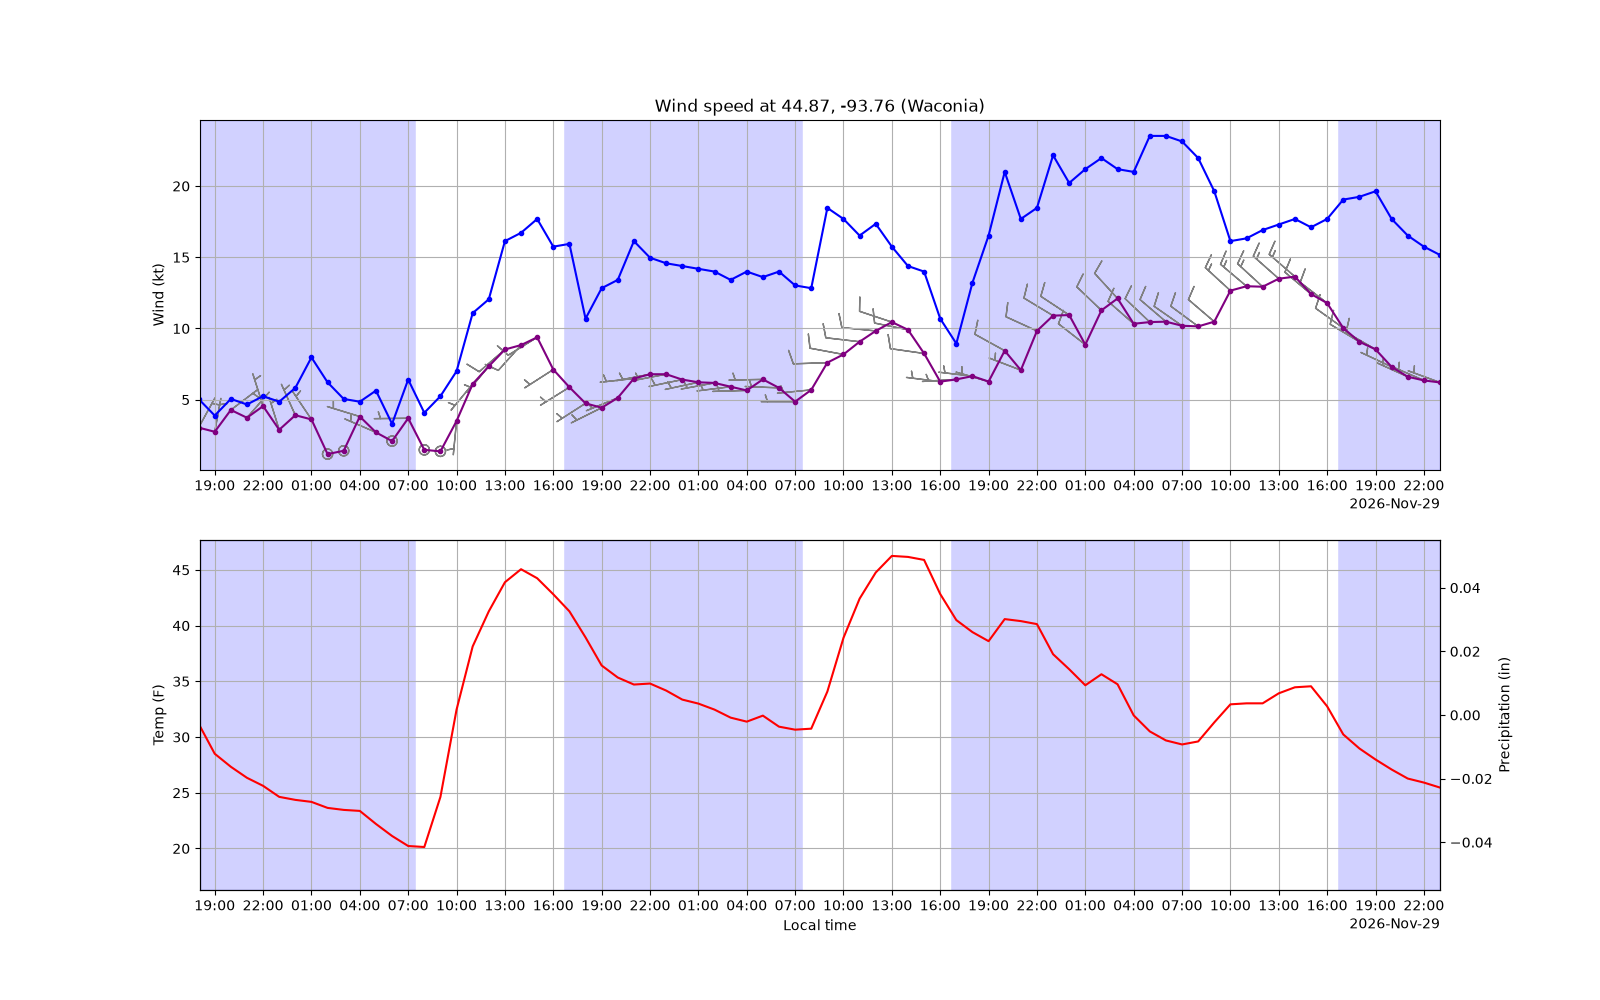 Wind speed at 44.87, -93.76 (Waconia)
20
15
10
5
Wind (kt)
19:00 22:00 01:00 04:00 07:00 10:00 13:00 16:00 19:00 22:00 01:00 04:00 07:00 10:00 13:00 16:00 19:00 22:00 01:00 04:00 07:00 10:00 13:00 16:00 19:00 22:00
2026-Nov-29
45
40
35
30
25
20
Temp (F)
0.04
0.02
0.00
−0.02
−0.04
Precipitation (in)
19:00 22:00 01:00 04:00 07:00 10:00 13:00 16:00 19:00 22:00 01:00 04:00 07:00 10:00 13:00 16:00 19:00 22:00 01:00 04:00 07:00 10:00 13:00 16:00 19:00 22:00
Local time
2026-Nov-29